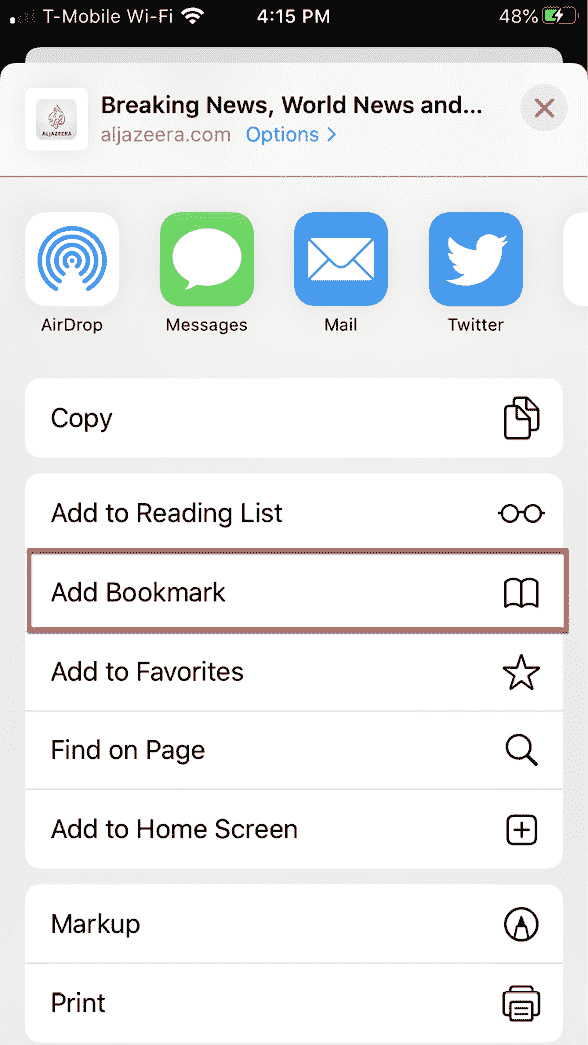 T-Mobile Wi-Fi 4:15 PM 48%
Breaking News, World News and...
aljazeera.com Options >
ALJAZEERA
AirDrop Messages Mail Twitter
Copy
Add to Reading List
Add Bookmark
Add to Favorites
Find on Page
Add to Home Screen
Markup
Print